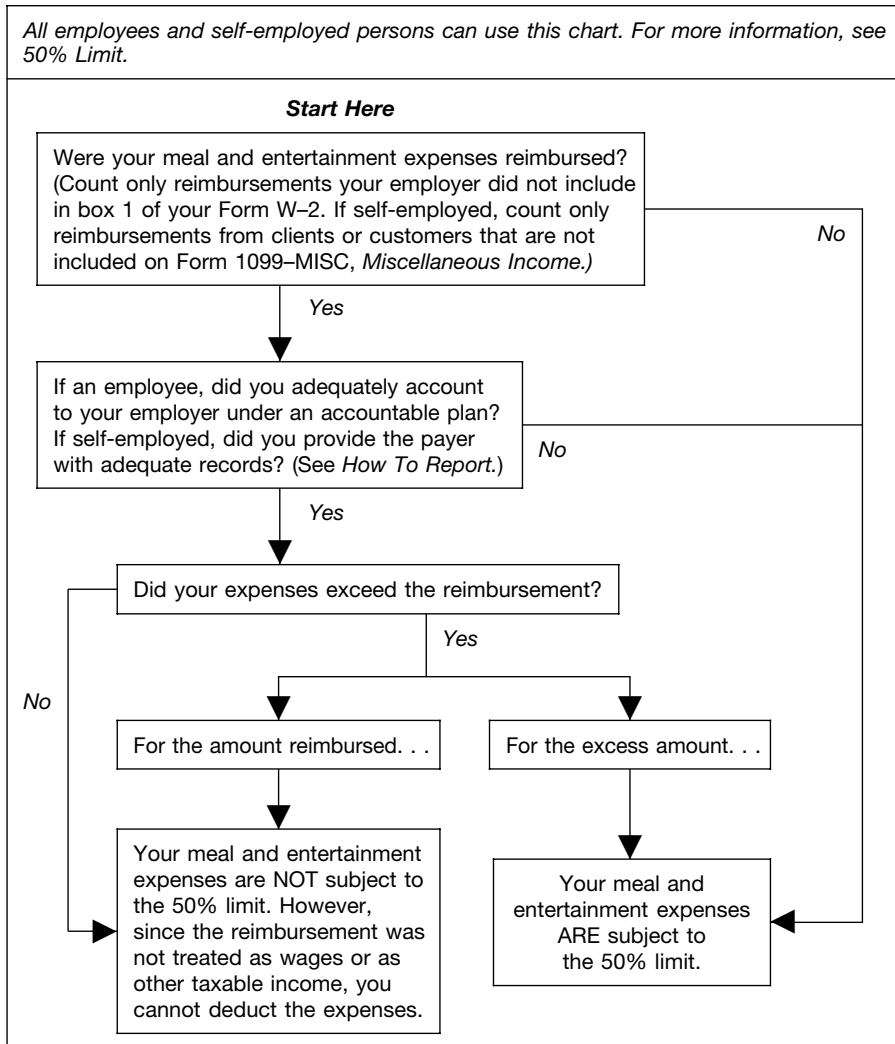 All employees and self-employed persons can use this chart. For more information, see
50% Limit.
Start Here
Were your meal and entertainment expenses reimbursed?
(Count only reimbursements your employer did not include
in box 1 of your Form W–2. If self-employed, count only
reimbursements from clients or customers that are not
included on Form 1099–MISC, Miscellaneous Income.)
No
Yes
If an employee, did you adequately account
to your employer under an accountable plan?
If self-employed, did you provide the payer
with adequate records? (See How To Report.)
No
Yes
Did your expenses exceed the reimbursement?
Yes
No
For the amount reimbursed. . .
For the excess amount. . .
Your meal and entertainment
expenses are NOT subject to
the 50% limit. However,
since the reimbursement was
not treated as wages or as
other taxable income, you
cannot deduct the expenses.
Your meal and
entertainment expenses
ARE subject to
the 50% limit.